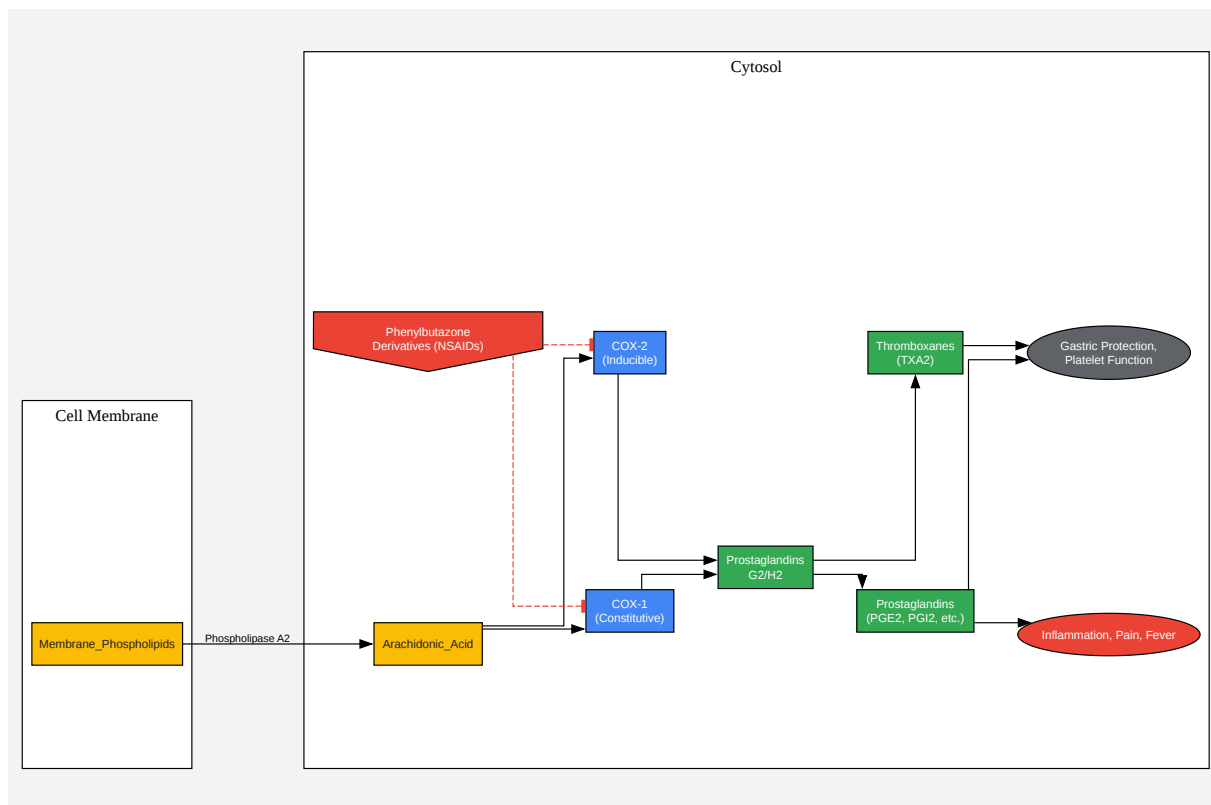 Cytosol
Phenylbutazone
Derivatives (NSAIDs)
COX-2
(Inducible)
Thromboxanes
(TXA2)
Gastric Protection,
Platelet Function
Cell Membrane
Prostaglandins
G2/H2
COX-1
(Constitutive)
Prostaglandins
(PGE2, PGI2, etc.)
Membrane_Phospholipids
Phospholipase A2
Arachidonic_Acid
Inflammation, Pain, Fever